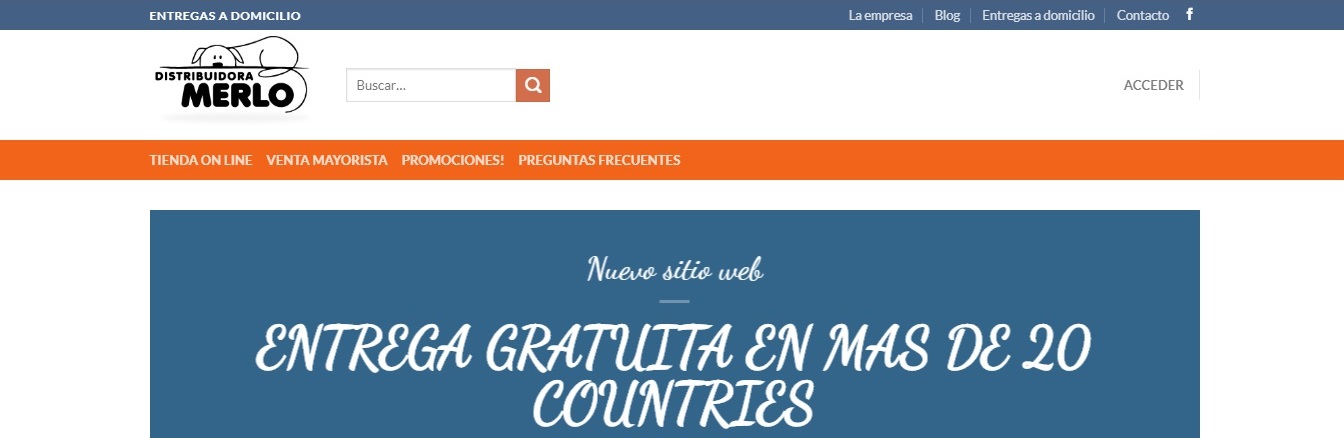 ENTREGAS A DOMICILIO
La empresa Blog Entregas a domicilio Contacto
DISTRIBUIDORA
MERLO
Buscar...
ACCEDER
TIENDA ON LINE VENTA MAYORISTA PROMOCIONES! PREGUNTAS FRECUENTES
Nuevo sitio web
ENTREGA GRATUITA EN MAS DE 20
COUNTRIES